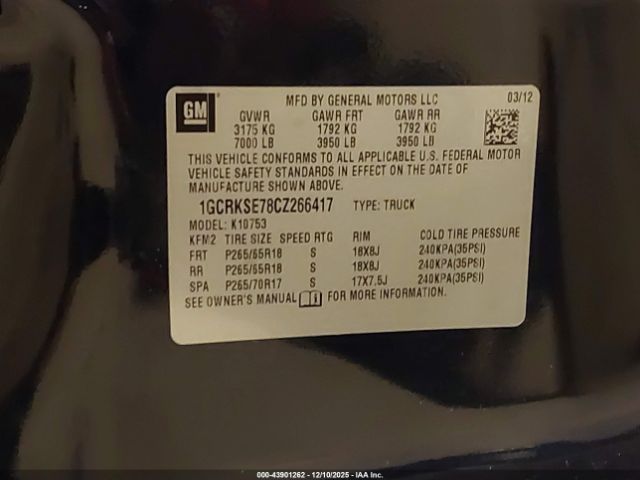 GM
MFD BY GENERAL MOTORS LLC 03/12
GVWR GAWR FRT GAWR RR
3175 KG 1792 KG 1792 KG
7000 LB 3950 LB 3950 LB
THIS VEHICLE CONFORMS TO ALL APPLICABLE U.S. FEDERAL MOTOR
VEHICLE SAFETY STANDARDS IN EFFECT ON THE DATE OF
MANUFACTURE SHOWN ABOVE.
1GCRKSE78CZ266417 TYPE: TRUCK
MODEL: K10753
KFM2 TIRE SIZE SPEED RTG RIM COLD TIRE PRESSURE
FRT P265/65R18 S 18X8J 240KPA(35PSI)
RR P265/65R18 S 18X8J 240KPA(35PSI)
SPA P265/70R17 S 17X7.5J 240KPA(35PSI)
SEE OWNER'S MANUAL FOR MORE INFORMATION.
000-43901262 - 12/10/2025 - IAA Inc.